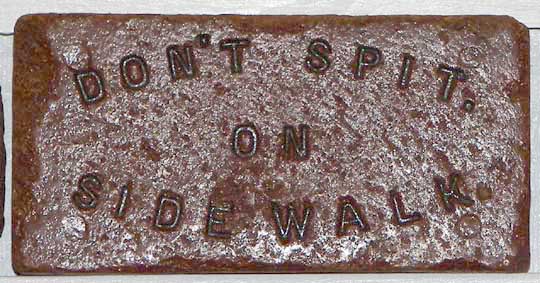 DON'T SPIT.
ON
SIDEWALK.